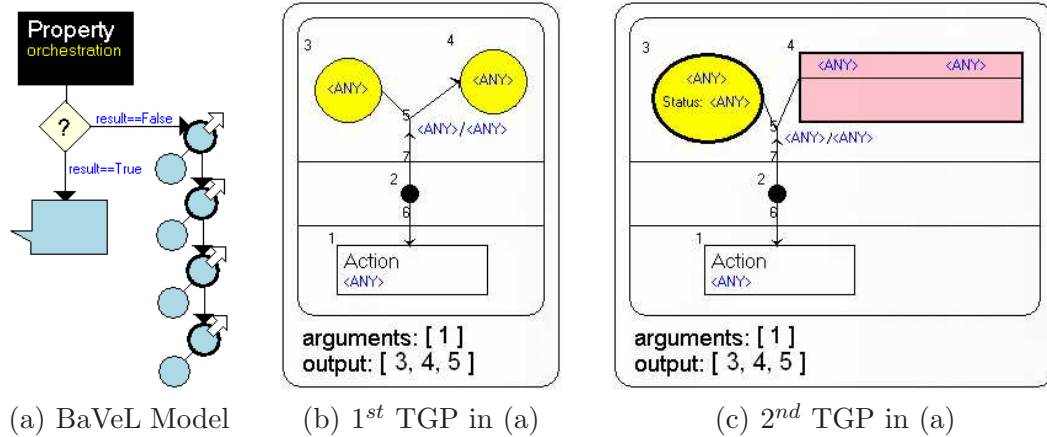 Property
orchestration
?
result==False
result==True
(a) BaVeL Model
3
4
<ANY>
<ANY>
5
<ANY>/<ANY>
7
2
6
1
Action
<ANY>
arguments: [ 1 ]
output: [ 3, 4, 5 ]
(b) 1st TGP in (a)
3
4
<ANY>
<ANY> <ANY>
Status: <ANY>
5
<ANY>/<ANY>
7
2
6
1
Action
<ANY>
arguments: [ 1 ]
output: [ 3, 4, 5 ]
(c) 2nd TGP in (a)